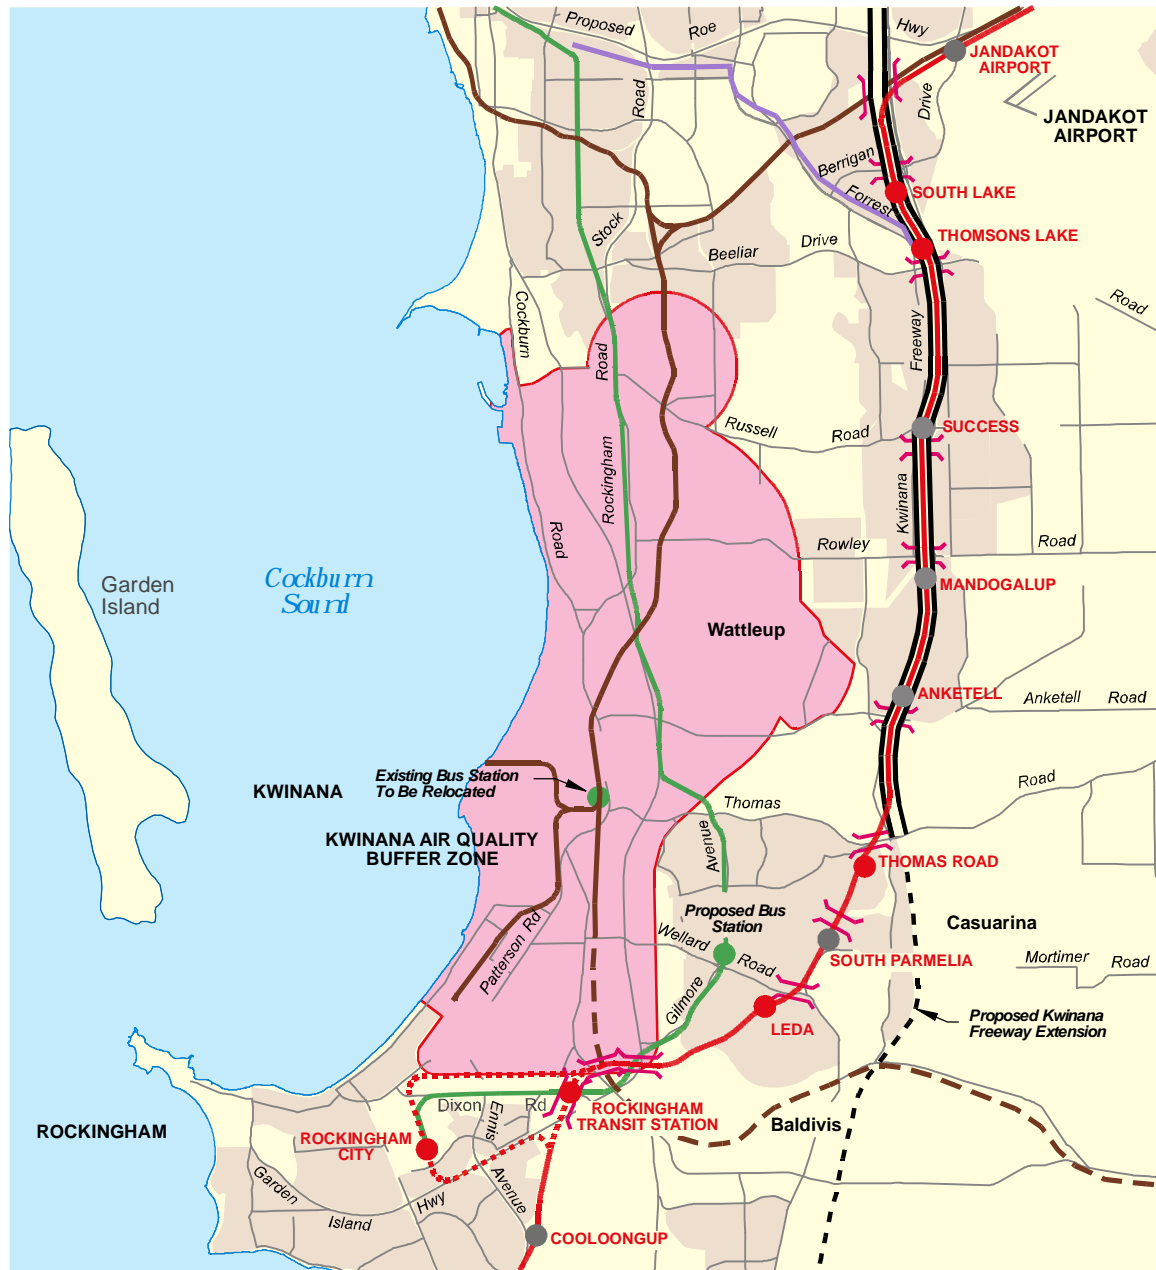 Proposed
Roe
Hwy
JANDAKOT
AIRPORT
Road
Drive
JANDAKOT
AIRPORT
Berrigan
Forrest
SOUTH LAKE
Stock
THOMSONS LAKE
Beeliar
Drive
Cockburn
Road
Road
Freeway
Russell
Road
SUCCESS
Rockingham
Kwinana
Road
Rowley
Road
Garden
Island
Cockburn
Sound
MANDOGALUP
Wattleup
ANKETELL
Anketell
Road
Existing Bus Station
To Be Relocated
KWINANA
Road
Thomas
KWINANA AIR QUALITY
BUFFER ZONE
Avenue
THOMAS ROAD
Proposed Bus
Station
Patterson Rd
Wellard
Road
Casuarina
SOUTH PARMELIA
Mortimer
Road
Gilmore
LEDA
Proposed Kwinana
Freeway Extension
Dixon
Rd
Ennis
ROCKINGHAM
TRANSIT STATION
Baldivis
ROCKINGHAM
ROCKINGHAM
CITY
Avenue
Garden
Island
Hwy
COOLOONGUP